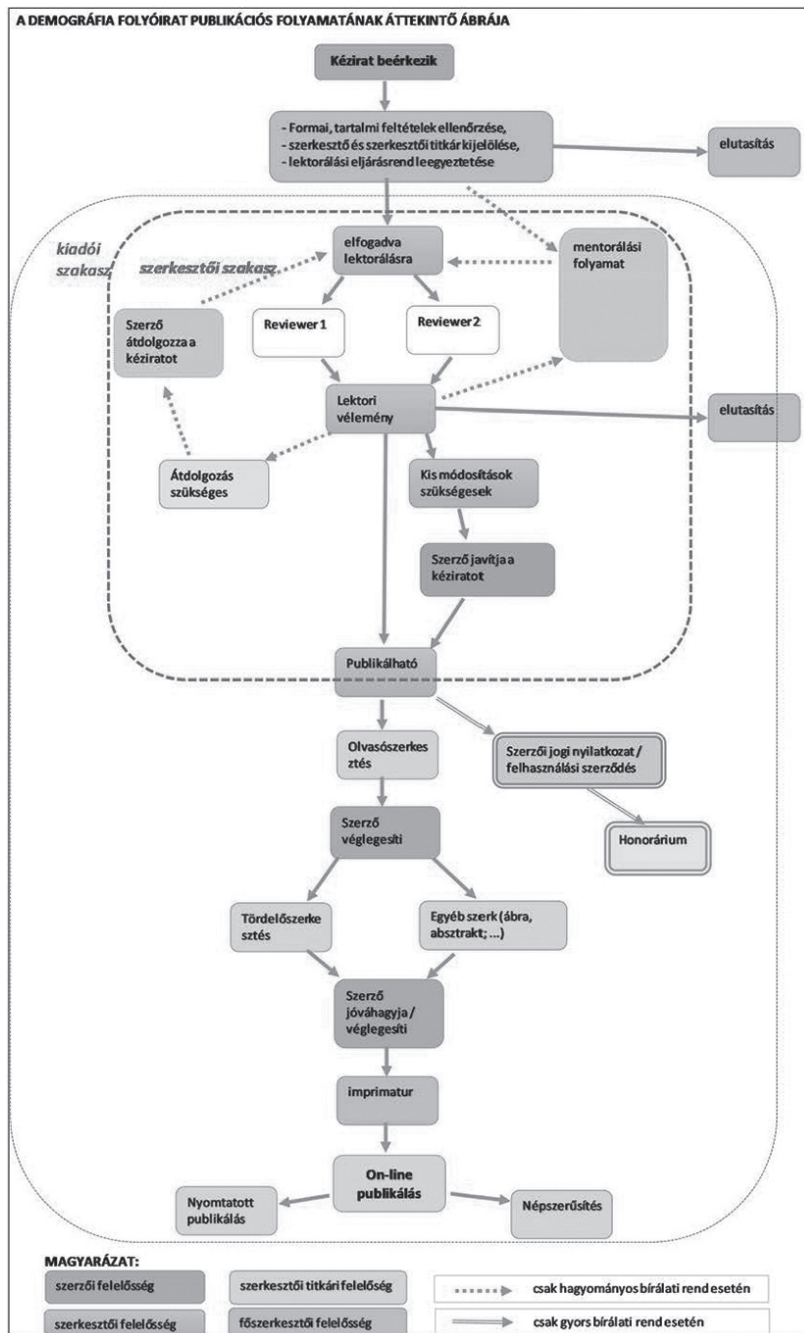 A DEMOGRÁFIA FOLYÓIRAT PUBLIKÁCIÓS FOLYAMATÁNAK ÁTTEKINTŐ ÁBRÁJA
Kézirat beérkezik
- Formai, tartalmi feltételek ellenőrzése,
- szerkesztő és szerkesztői titkár kijelölése,
- lektorálási eljárásrend leegyeztetése
elutasítás
kiadói
szakasz
szerkesztői szakasz
elfogadva
lektorálásra
mentorálási
folyamat
Szerző
átdolgozza a
kéziratot
Reviewer 1
Reviewer 2
Lektori
vélemény
elutasítás
Átdolgozás
szükséges
Kis módosítások
szükségesek
Szerző javítja a
kéziratot
Publikálható
Olvasószerkes
ztés
Szerzői jogi nyilatkozat /
felhasználási szerződés
Szerző
véglegesíti
Honorárium
Tördelőszerke
sztés
Egyéb szerk (ábra,
absztrakt; ...)
Szerző
jóváhagyja /
véglegesíti
imprimatur
On-line
publikálás
Nyomtatott
publikálás
Népszerűsítés
MAGYARÁZAT:
szerzői felelősség
szerkesztői titkári felelőség
csak hagyományos bírálati rend esetén
szerkesztői felelősség
főszerkesztői felelősség
csak gyors bírálati rend esetén